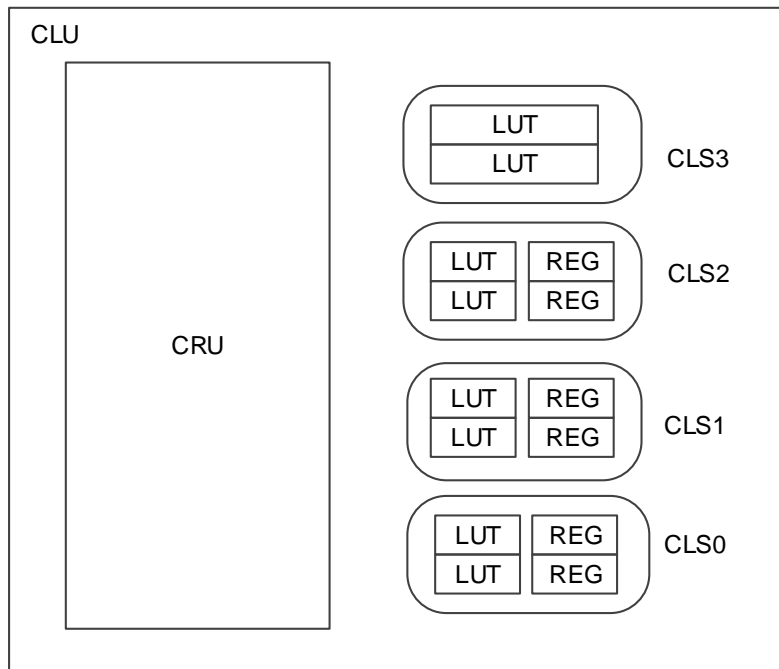 CLU
CRU
LUT
LUT
CLS3
LUT REG
LUT REG
CLS2
LUT REG
LUT REG
CLS1
LUT REG
LUT REG
CLS0